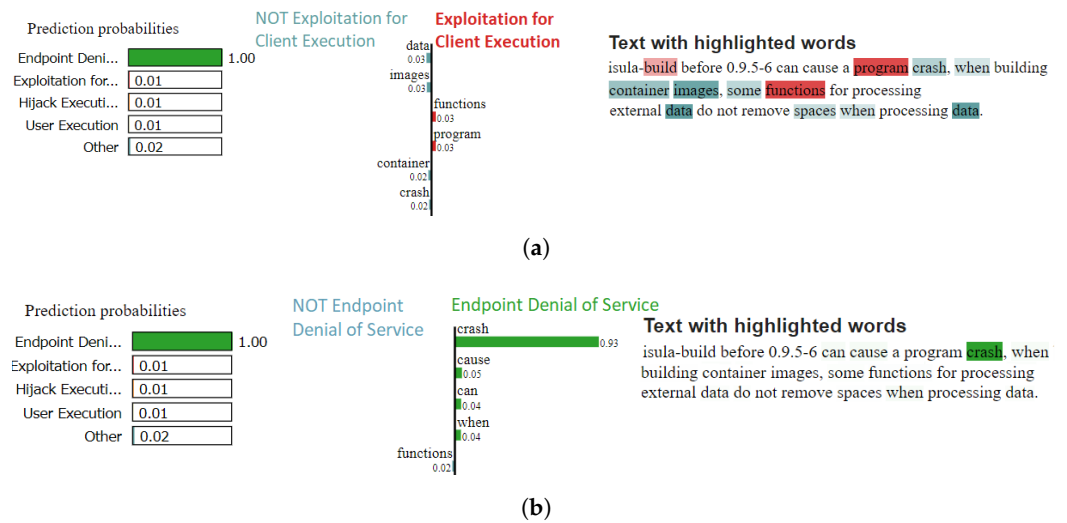 Prediction probabilities
Endpoint Deni... 1.00
Exploitation for... 0.01
Hijack Executi... 0.01
User Execution 0.01
Other 0.02
NOT Exploitation for
Client Execution
Exploitation for
Client Execution
data
0.03
images
0.03
functions
0.03
program
0.03
container
0.02
crash
0.02
Text with highlighted words
isula-build before 0.9.5-6 can cause a program crash, when building
container images, some functions for processing
external data do not remove spaces when processing data.
(a)
Prediction probabilities
Endpoint Deni... 1.00
Exploitation for... 0.01
Hijack Executi... 0.01
User Execution 0.01
Other 0.02
NOT Endpoint
Denial of Service
Endpoint Denial of Service
crash
0.93
cause
0.05
can
0.04
when
0.04
functions
0.02
Text with highlighted words
isula-build before 0.9.5-6 can cause a program crash, when
building container images, some functions for processing
external data do not remove spaces when processing data.
(b)